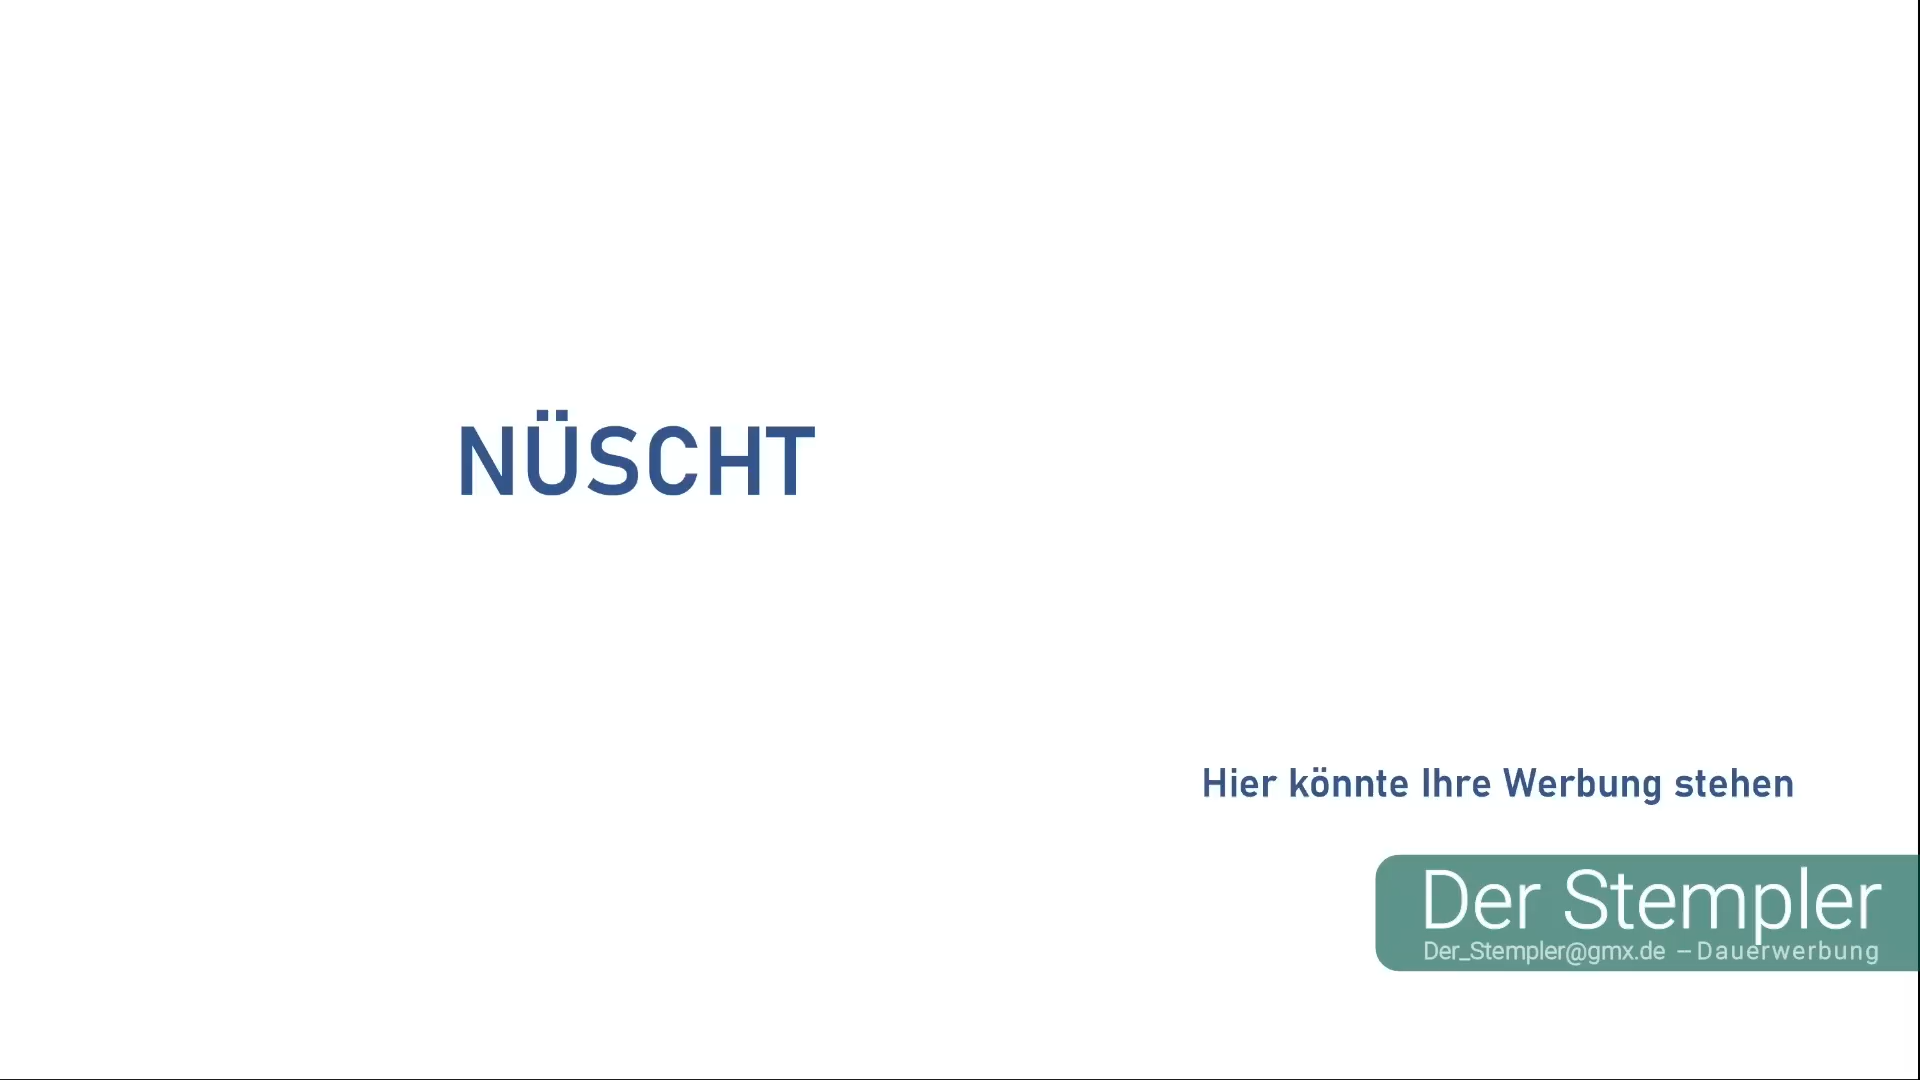 NÜSCHT
Hier könnte Ihre Werbung stehen
Der Stempler
Der_Stempler@gmx.de – Dauerwerbung